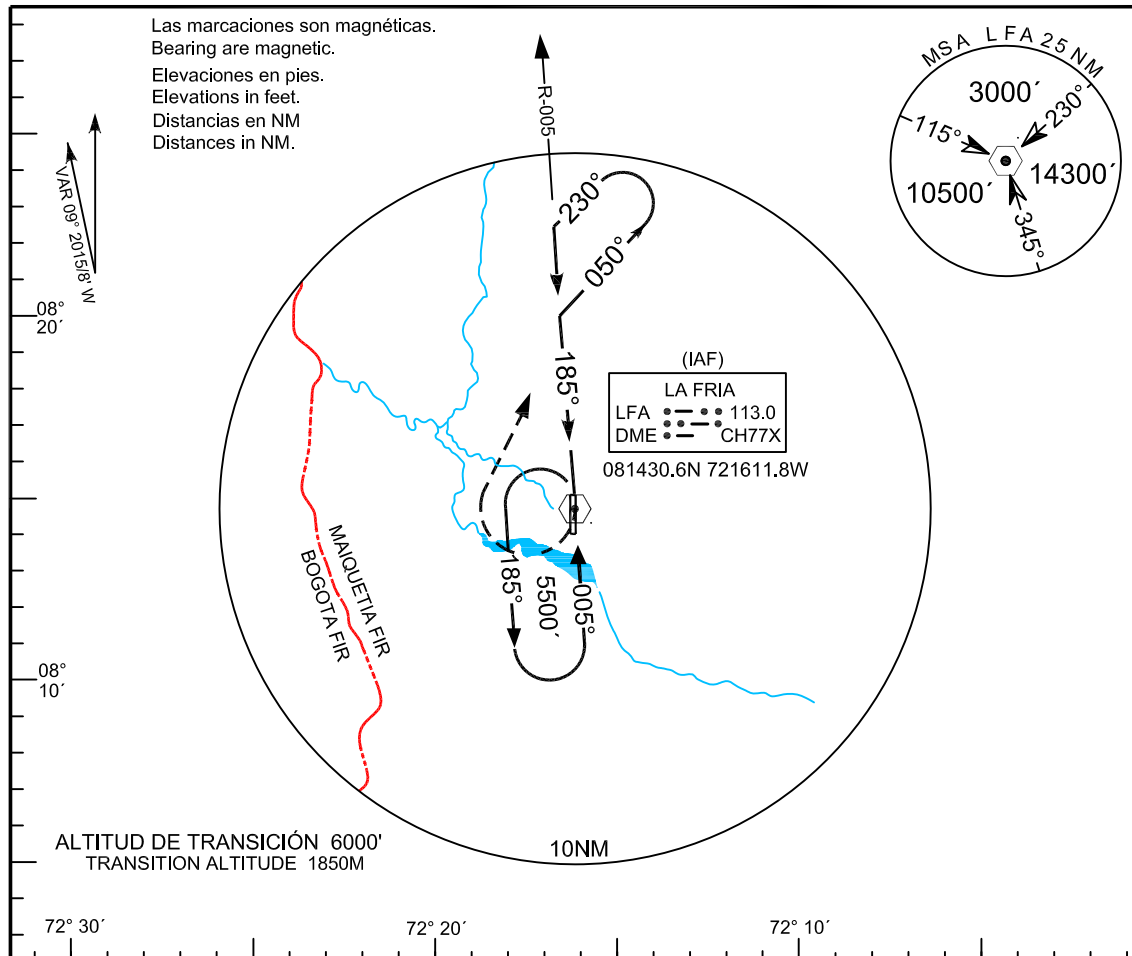 Las marcaciones son magnéticas.
Bearing are magnetic.
Elevaciones en pies.
Elevations in feet.
Distancias en NM
Distances in NM.
VAR 09° 2015/8' W
MSA LFA 25 NM
3000´
115°
230°
10500´
14300´
345°
R-005
230°
050°
185°
08°
20´
(IAF)
LA FRIA
LFA 113.0
DME CH77X
081430.6N 721611.8W
MAIQUETIA FIR
BOGOTA FIR
185°
5500´
005°
08°
10´
ALTITUD DE TRANSICIÓN 6000'
TRANSITION ALTITUDE 1850M
10NM
72° 30´
72° 20´
72° 10´